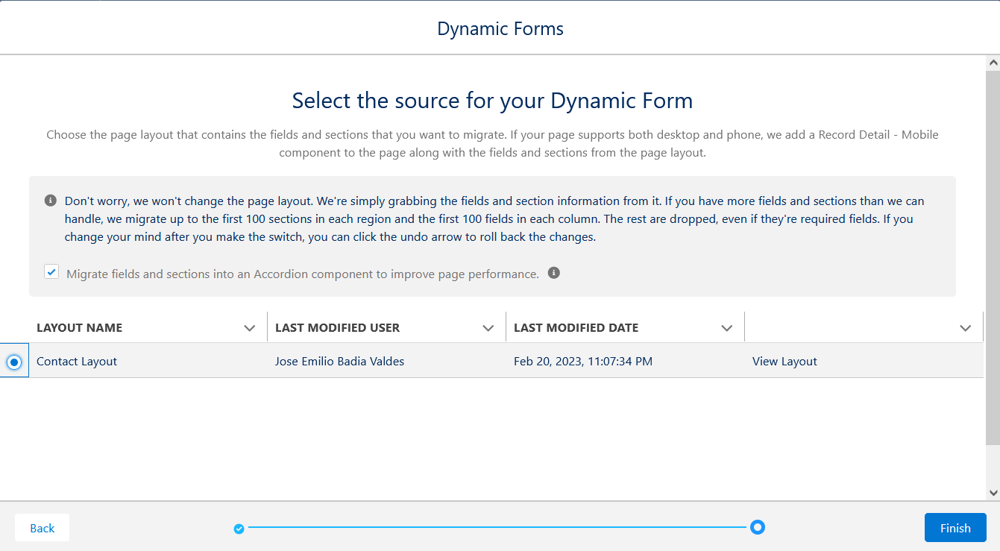 Dynamic Forms
Select the source for your Dynamic Form
Choose the page layout that contains the fields and sections that you want to migrate. If your page supports both desktop and phone, we add a Record Detail - Mobile
component to the page along with the fields and sections from the page layout.
Don't worry, we won't change the page layout. We're simply grabbing the fields and section information from it. If you have more fields and sections than we can
handle, we migrate up to the first 100 sections in each region and the first 100 fields in each column. The rest are dropped, even if they're required fields. If you
change your mind after you make the switch, you can click the undo arrow to roll back the changes.
Migrate fields and sections into an Accordion component to improve page performance.
LAYOUT NAME LAST MODIFIED USER LAST MODIFIED DATE
Contact Layout Jose Emilio Badia Valdes Feb 20, 2023, 11:07:34 PM View Layout
Back Finish